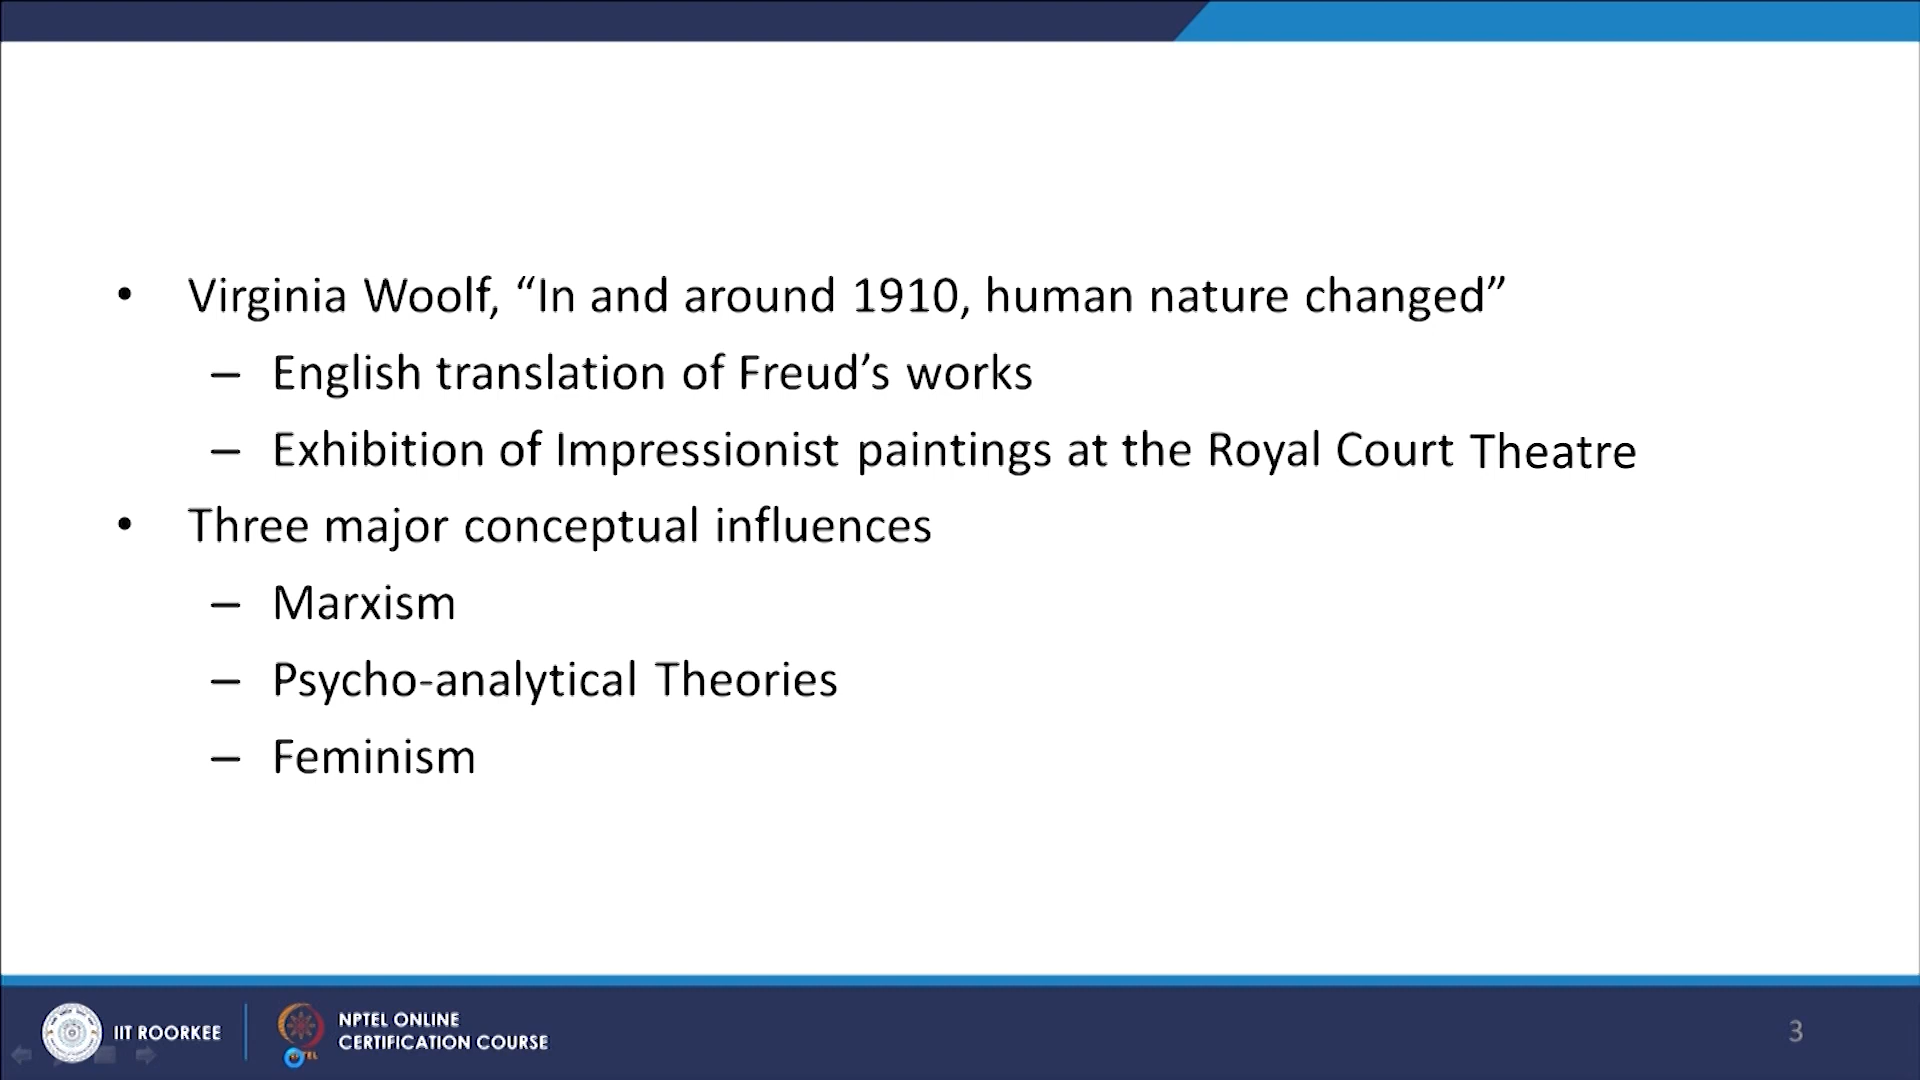 • Virginia Woolf, “In and around 1910, human nature changed”
– English translation of Freud’s works
– Exhibition of Impressionist paintings at the Royal Court Theatre
• Three major conceptual influences
– Marxism
– Psycho-analytical Theories
– Feminism
IIT ROORKEE
NPTEL ONLINE
CERTIFICATION COURSE
3